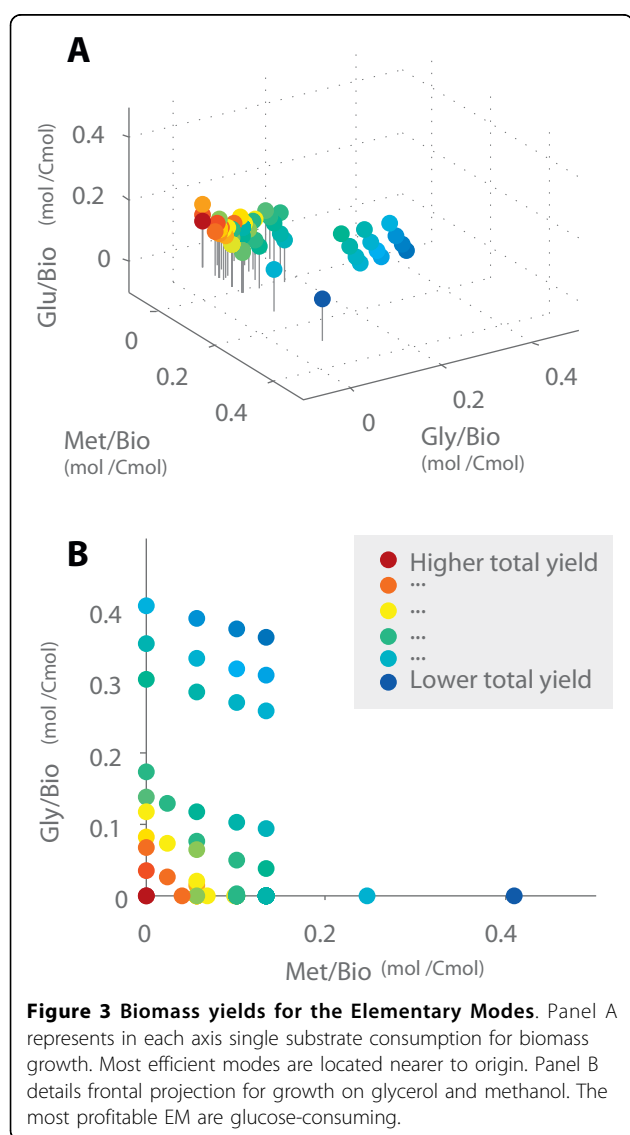 A
Glu/Bio (mol /Cmol)
0.4
0.2
0
0
0.2
0.4
Met/Bio
(mol /Cmol)
0
0.2
0.4
Gly/Bio
(mol /Cmol)
B
Higher total yield
...
...
...
...
Lower total yield
Gly/Bio (mol /Cmol)
0.4
0.3
0.2
0.1
0
0
0.2
0.4
Met/Bio (mol /Cmol)
Figure 3 Biomass yields for the Elementary Modes. Panel A
represents in each axis single substrate consumption for biomass
growth. Most efficient modes are located nearer to origin. Panel B
details frontal projection for growth on glycerol and methanol. The
most profitable EM are glucose-consuming.